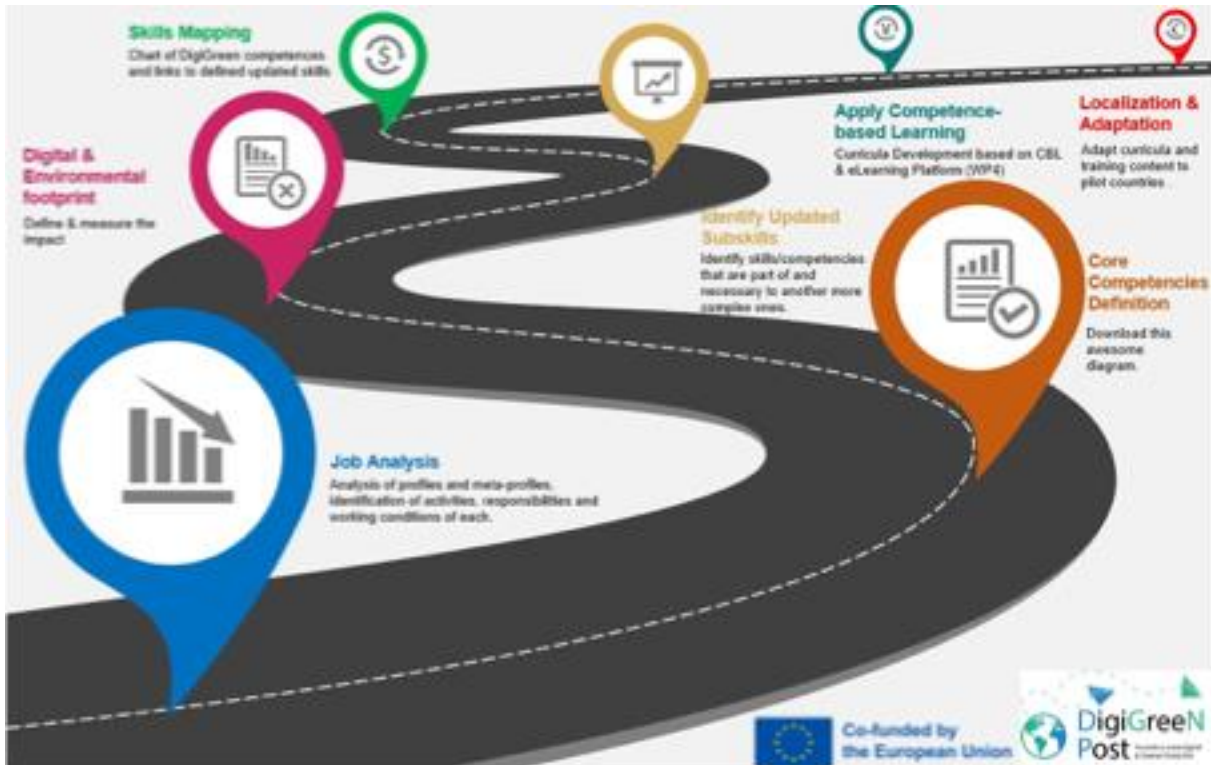 Skills Mapping
Chart of DigiGreen competences
and links to defined updated skills
Digital &
Environmental
footprint
Define & measure the
impact
Apply Competence-
based Learning
Curricula Development based on CBL
& eLearning Platform (WP4)
Localization &
Adaptation
Adapt curricula and
training content to
pilot countries
Identify Updated
Subskills
Identify skills/competencies
that are part of and
necessary to another more
complex ones.
Core
Competencies
Definition
Download this
awesome
diagram.
Job Analysis
Analysis of profiles and meta-profiles.
Identification of activities, responsibilities and
working conditions of each.
Co-funded by
the European Union
DigiGreeN
Post